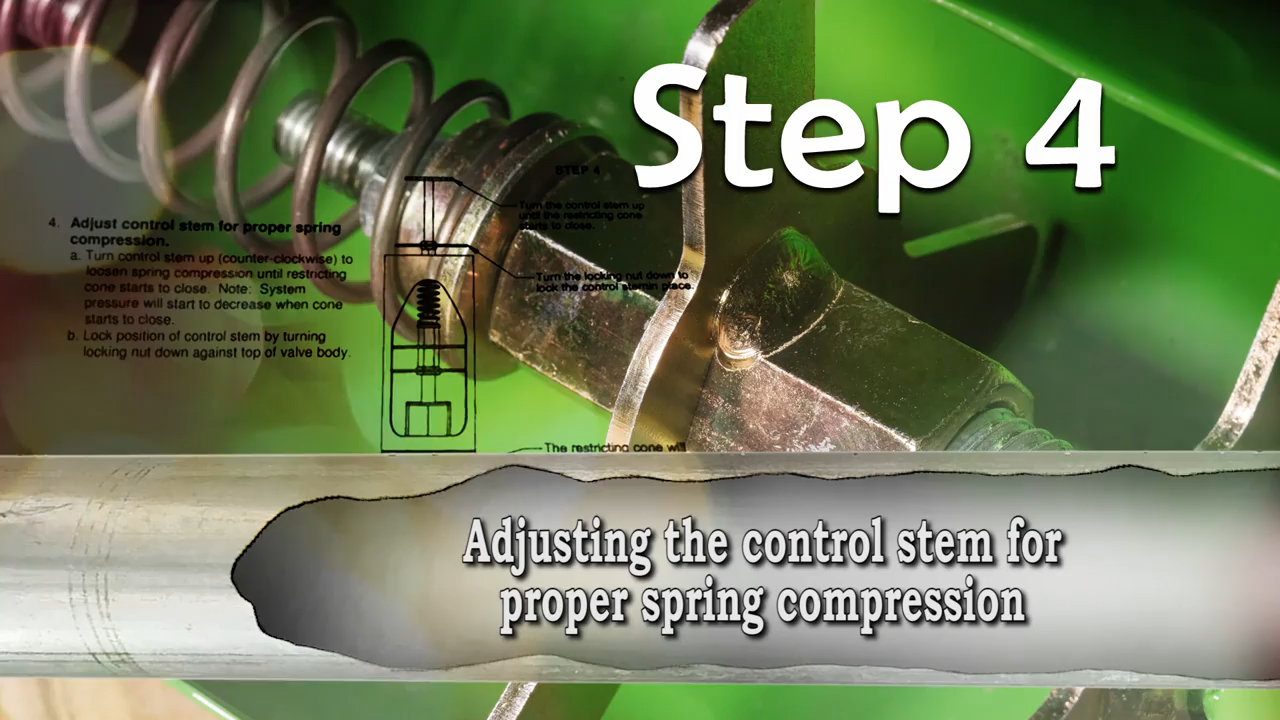 Step 4
STEP 4
Turn the control stem up
until the restricting cone
starts to close.
4. Adjust control stem for proper spring
compression.
a. Turn control stem up (counter-clockwise) to
loosen spring compression until restricting
cone starts to close. Note: System
pressure will start to decrease when cone
starts to close.
b. Lock position of control stem by turning
locking nut down against top of valve body.
Turn the locking nut down to
lock the control stemin place.
The restricting cone will
Adjusting the control stem for
proper spring compression